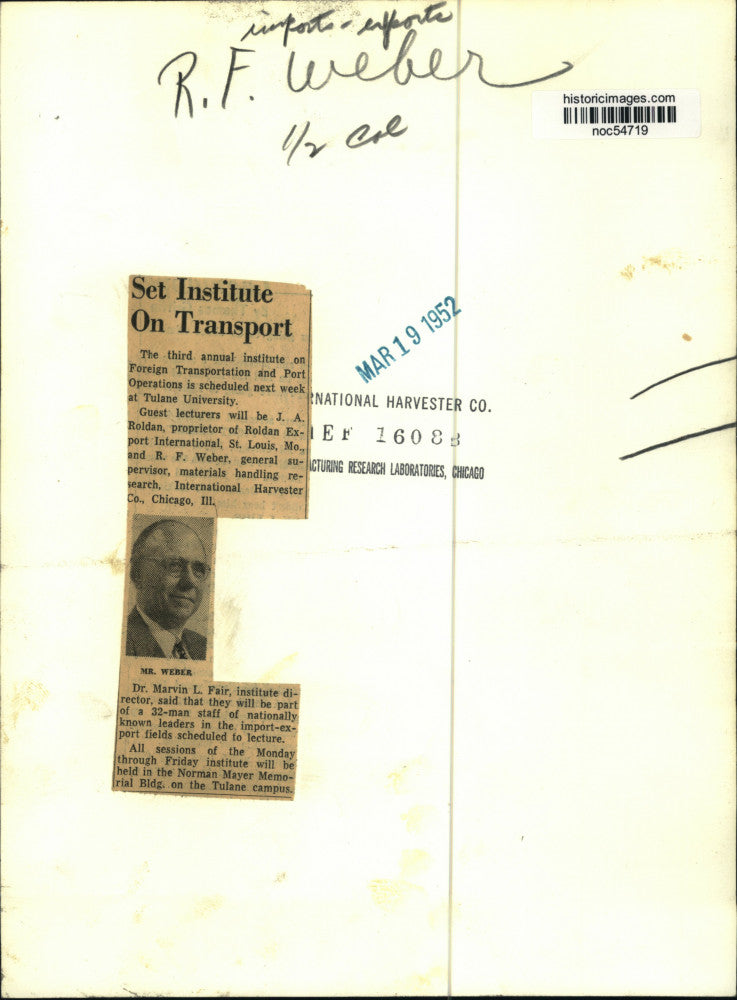 imports - exports
R. F. Weber
1/2 Col
historicimages.com
noc54719
Set Institute
On Transport
The third annual institute on
Foreign Transportation and Port
Operations is scheduled next week
at Tulane University.
Guest lecturers will be J. A.
Roldan, proprietor of Roldan Ex-
port International, St. Louis, Mo.,
and R. F. Weber, general su-
pervisor, materials handling re-
search, International Harvester
Co., Chicago, Ill.
MAR 19 1952
RNATIONAL HARVESTER CO.
EF 1608
ACTURING RESEARCH LABORATORIES, CHICAGO
MR. WEBER
Dr. Marvin L. Fair, institute di-
rector, said that they will be part
of a 32-man staff of nationally
known leaders in the import-ex-
port fields scheduled to lecture.
All sessions of the Monday
through Friday institute will be
held in the Norman Mayer Memo-
rial Bldg. on the Tulane campus.